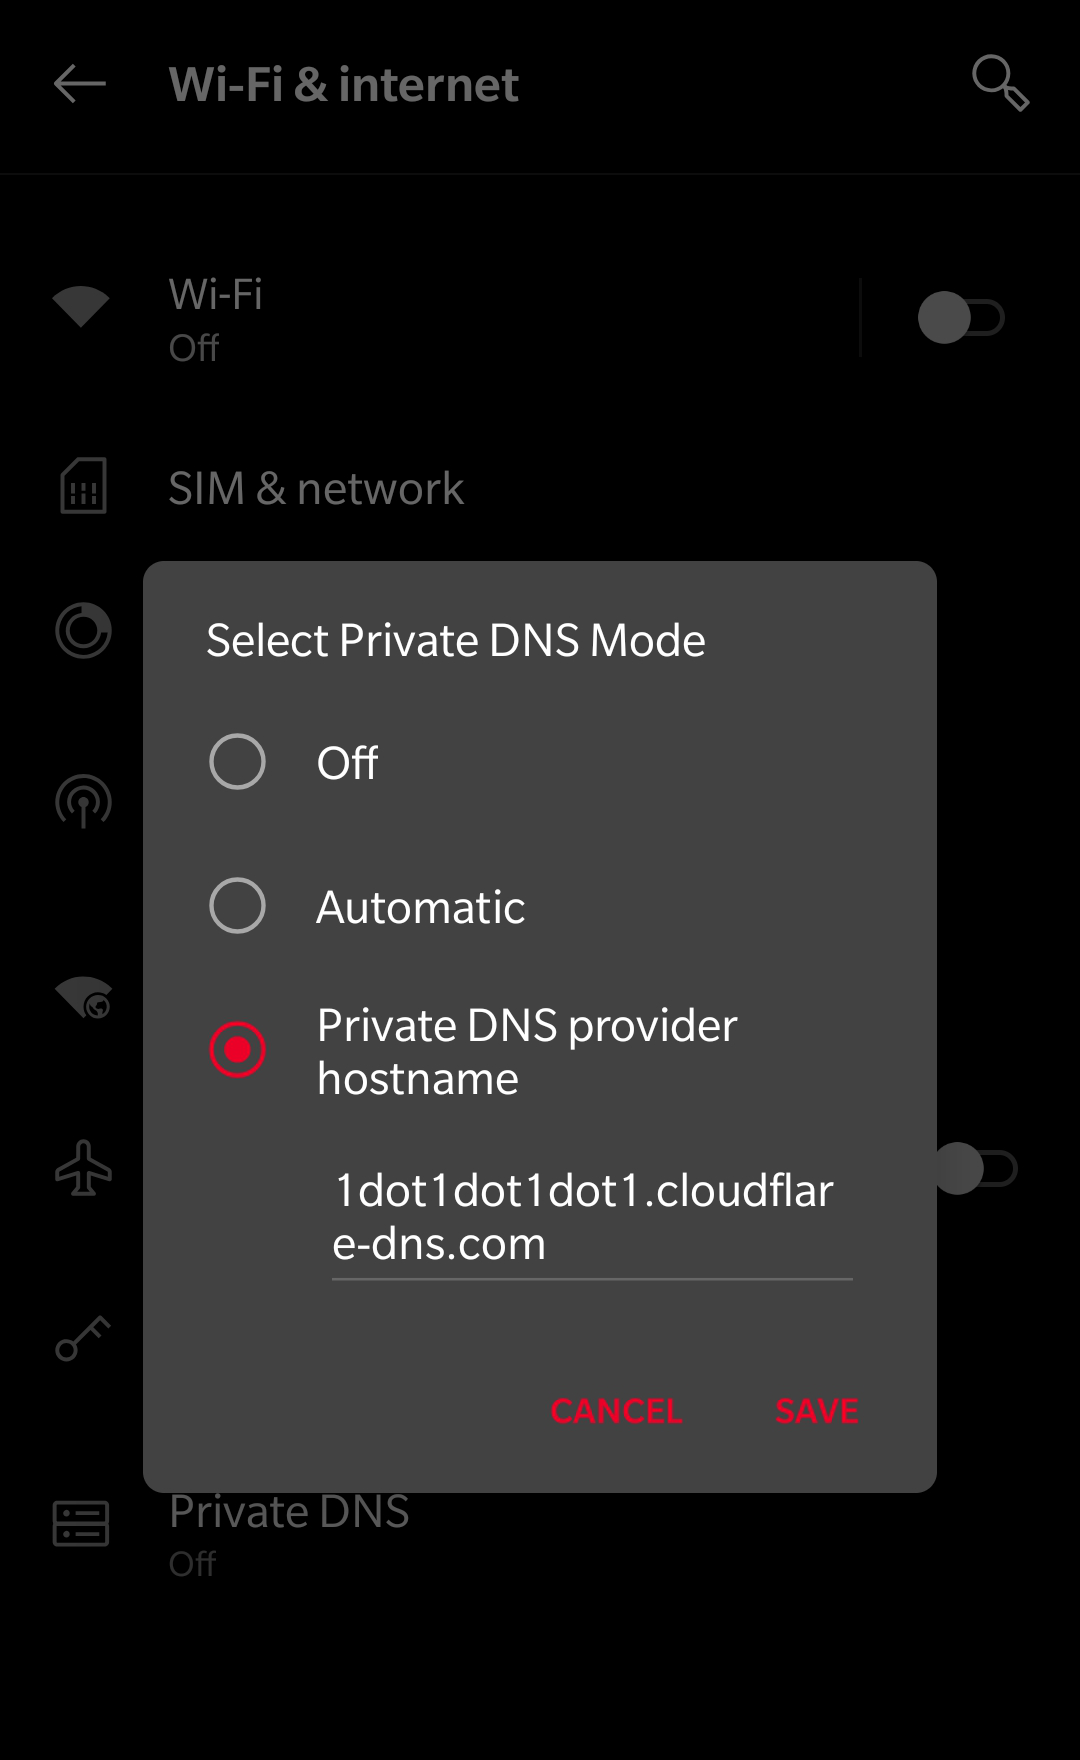 Wi-Fi & internet
Wi-Fi
Off
SIM & network
Select Private DNS Mode
Off
Automatic
Private DNS provider
hostname
1dot1dot1dot1.cloudflar
e-dns.com
CANCEL SAVE
Private DNS
Off